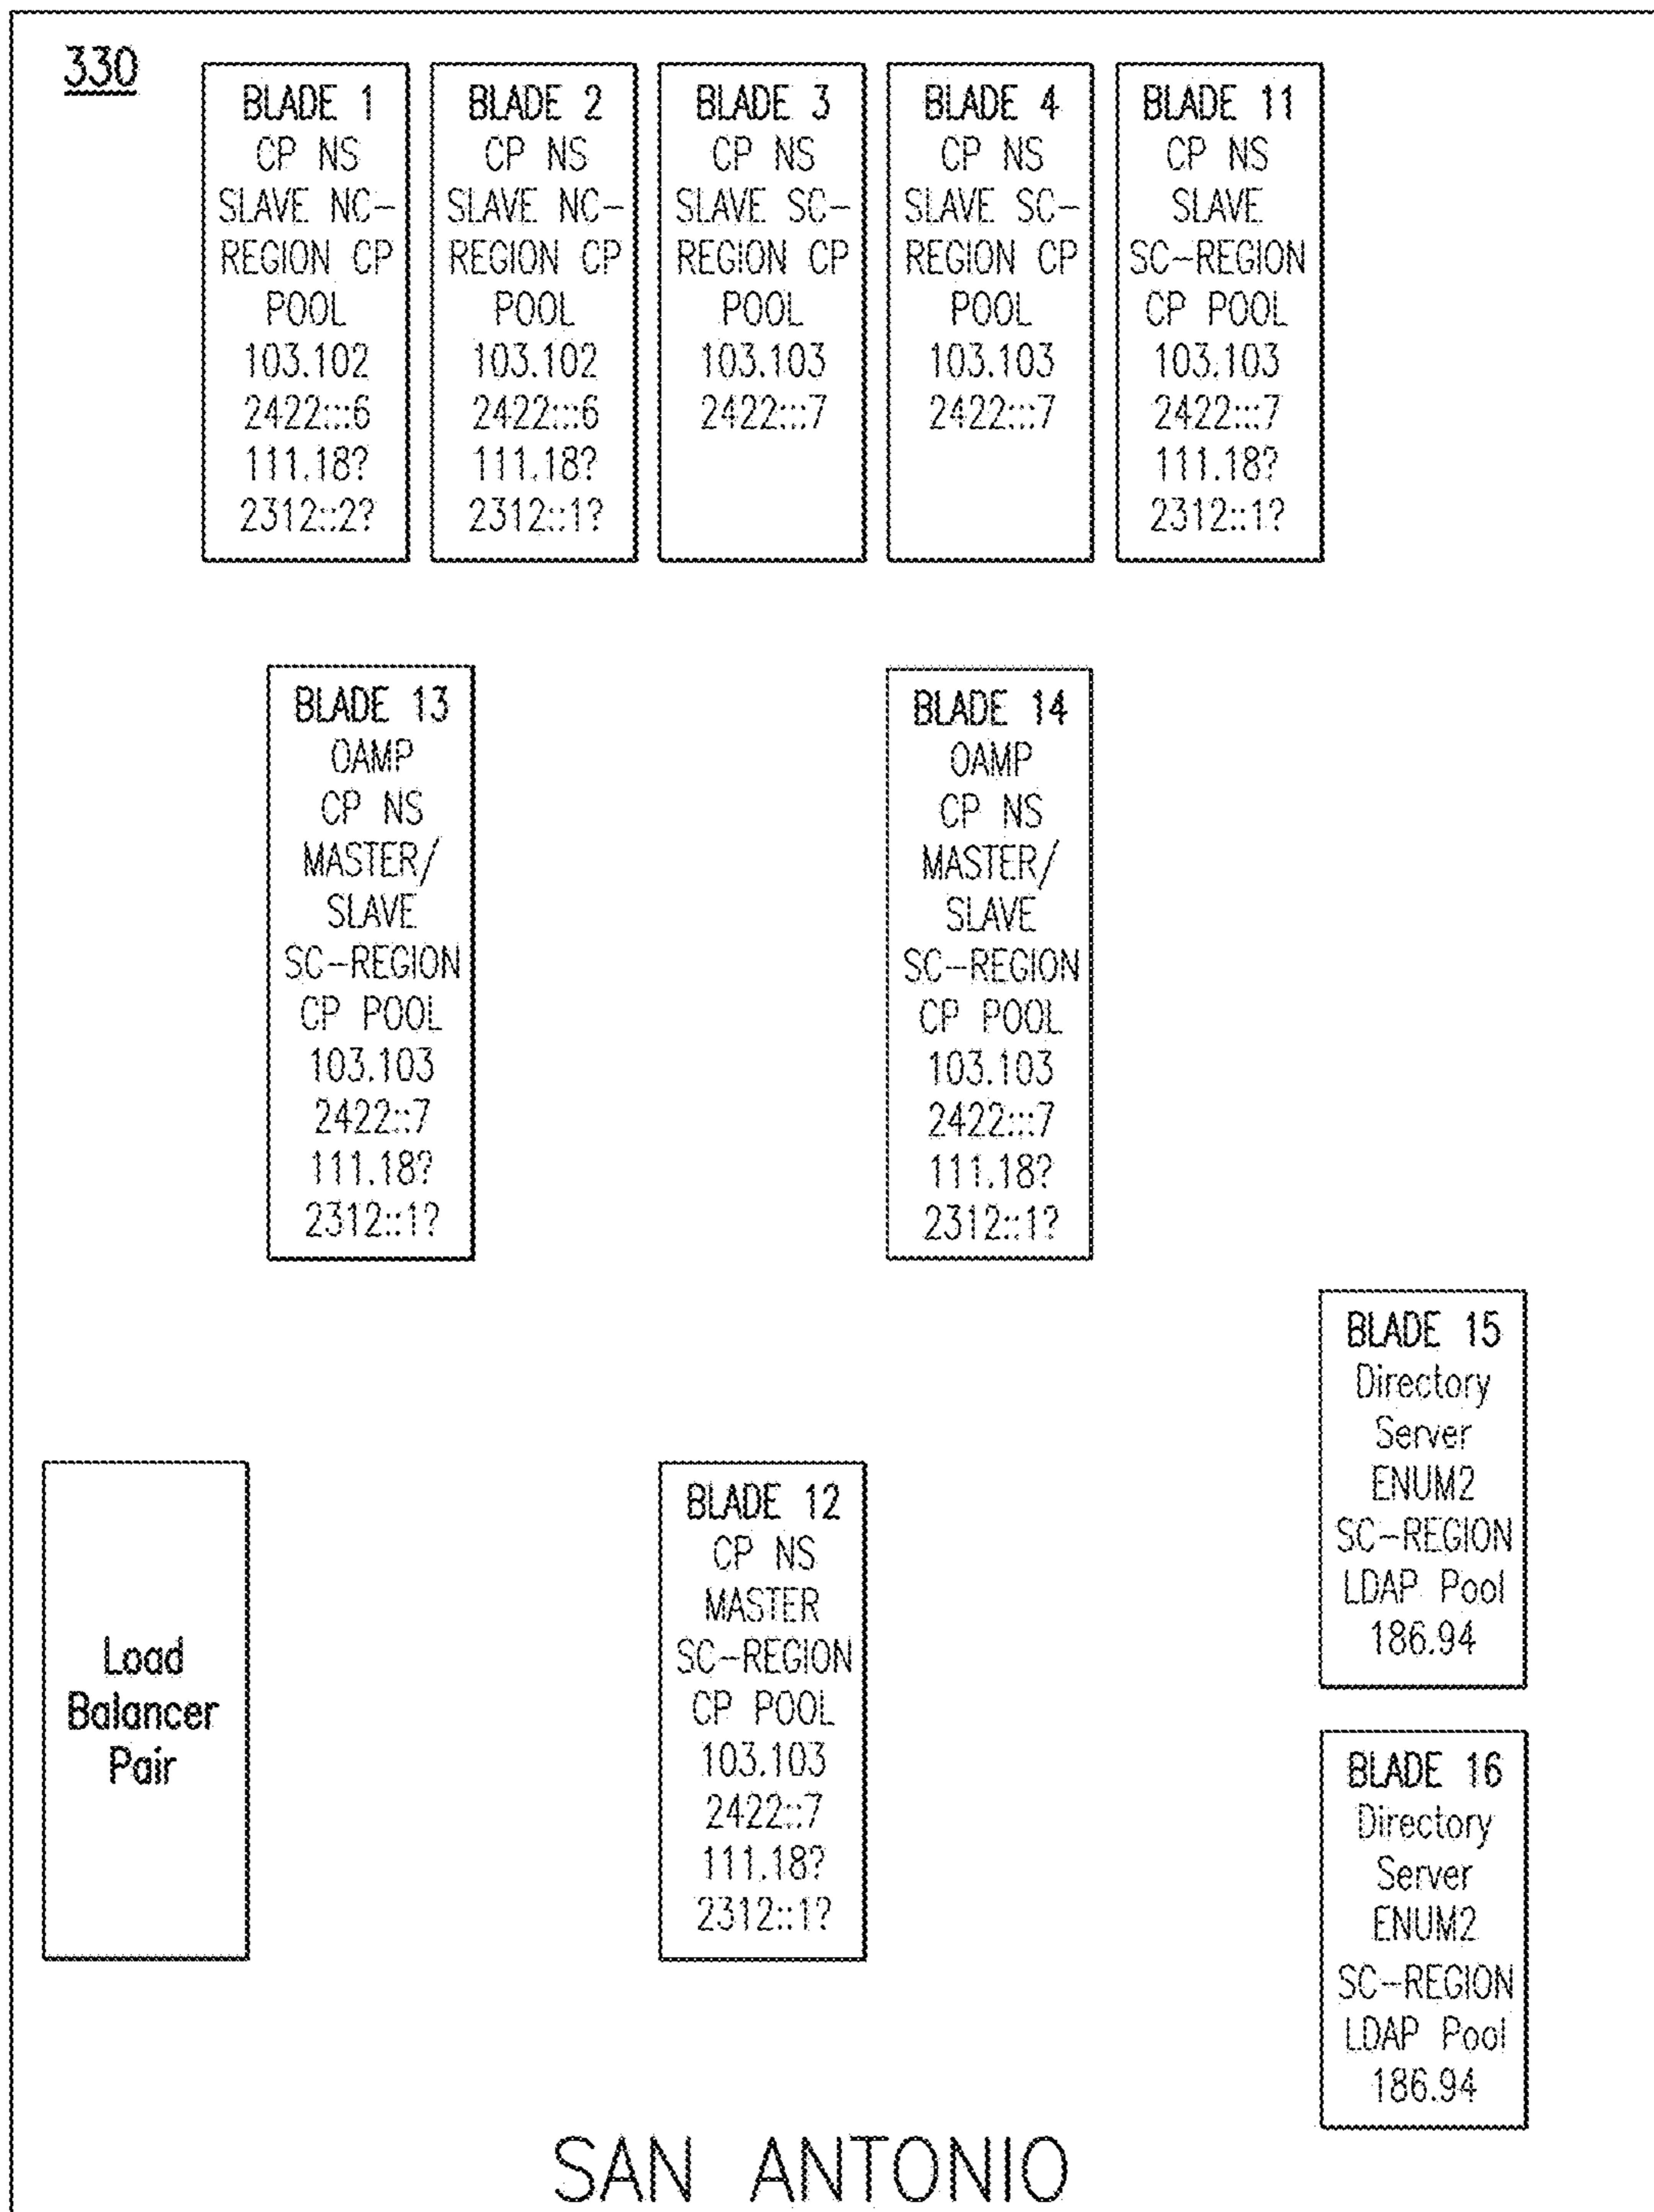 330
BLADE 1
CP NS
SLAVE NC-
REGION CP
POOL
103.102
2422:::6
111.18?
2312::2?
BLADE 2
CP NS
SLAVE NC-
REGION CP
POOL
103.102
2422:::6
111.18?
2312::1?
BLADE 3
CP NS
SLAVE SC-
REGION CP
POOL
103.103
2422:::7
BLADE 4
CP NS
SLAVE SC-
REGION CP
POOL
103.103
2422:::7
BLADE 11
CP NS
SLAVE
SC-REGION
CP POOL
103.103
2422:::7
111.18?
2312::1?
BLADE 13
OAMP
CP NS
MASTER/
SLAVE
SC-REGION
CP POOL
103.103
2422::7
111.18?
2312::1?
BLADE 14
OAMP
CP NS
MASTER/
SLAVE
SC-REGION
CP POOL
103.103
2422:::7
111.18?
2312::1?
Load
Balancer
Pair
BLADE 12
CP NS
MASTER
SC-REGION
CP POOL
103.103
2422::7
111.18?
2312::1?
BLADE 15
Directory
Server
ENUM2
SC-REGION
LDAP Pool
186.94
BLADE 16
Directory
Server
ENUM2
SC-REGION
LDAP Pool
186.94
SAN ANTONIO